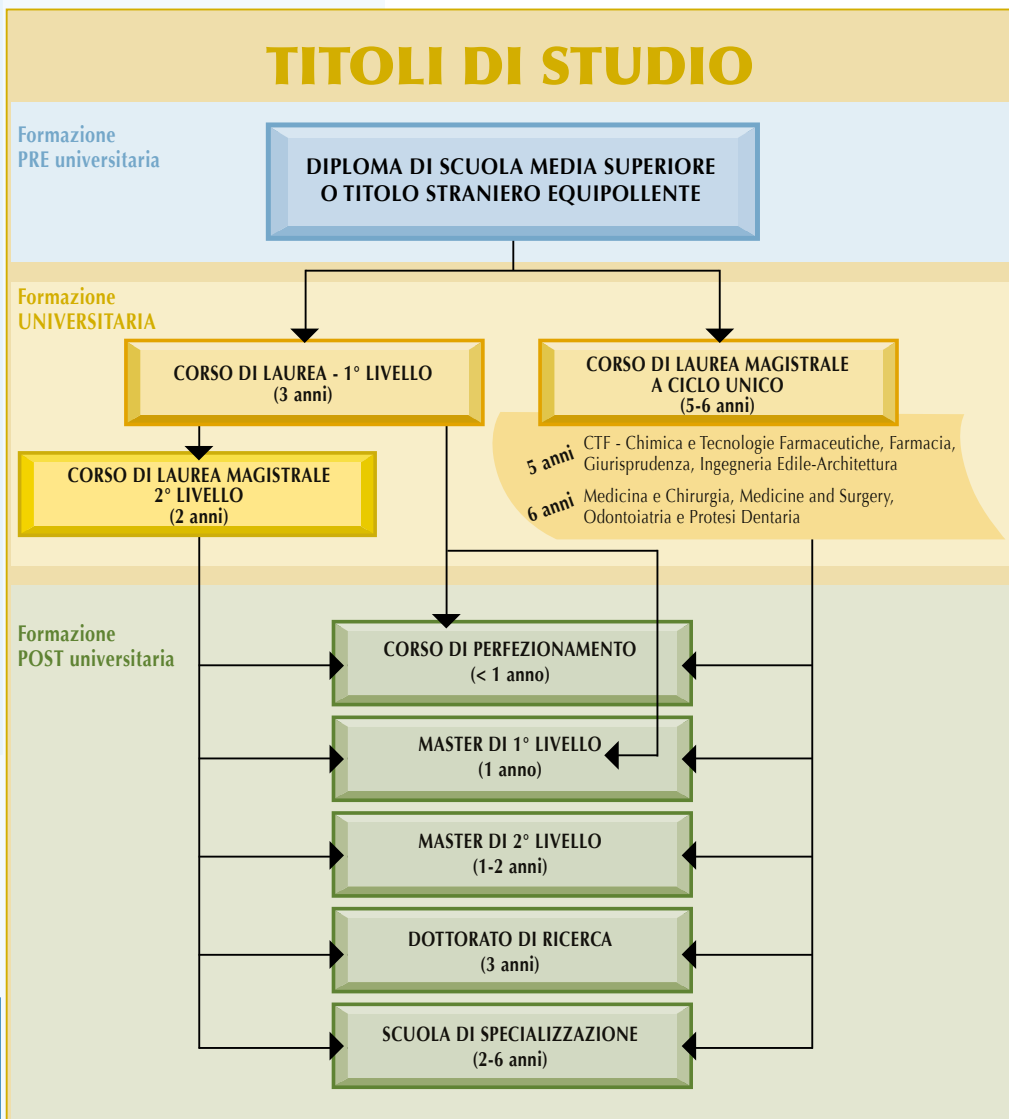 TITOLI DI STUDIO
Formazione
PRE universitaria
DIPLOMA DI SCUOLA MEDIA SUPERIORE
O TITOLO STRANIERO EQUIPOLLENTE
Formazione
UNIVERSITARIA
CORSO DI LAUREA - 1° LIVELLO
(3 anni)
CORSO DI LAUREA MAGISTRALE
A CICLO UNICO
(5-6 anni)
5 anni CTF - Chimica e Tecnologie Farmaceutiche, Farmacia,
Giurisprudenza, Ingegneria Edile-Architettura
6 anni Medicina e Chirurgia, Medicine and Surgery,
Odontoiatria e Protesi Dentaria
CORSO DI LAUREA MAGISTRALE
2° LIVELLO
(2 anni)
Formazione
POST universitaria
CORSO DI PERFEZIONAMENTO
(< 1 anno)
MASTER DI 1° LIVELLO
(1 anno)
MASTER DI 2° LIVELLO
(1-2 anni)
DOTTORATO DI RICERCA
(3 anni)
SCUOLA DI SPECIALIZZAZIONE
(2-6 anni)